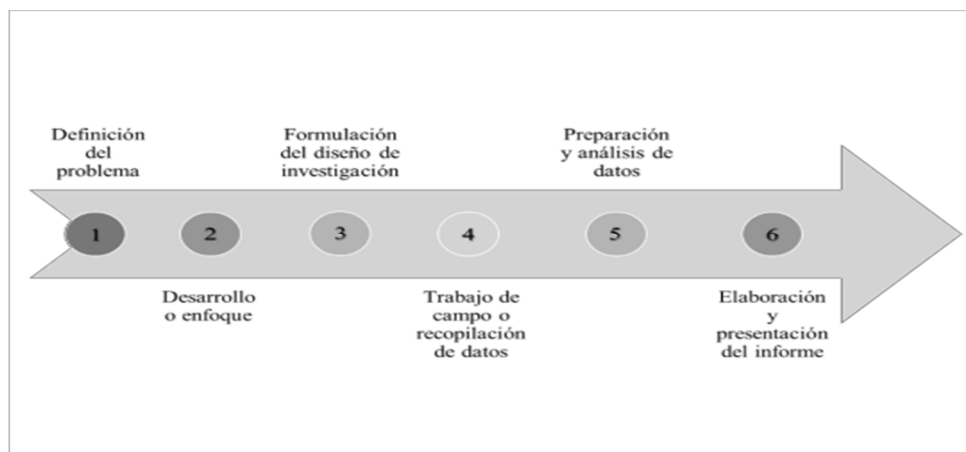 Definición
del
problema
Formulación
del diseño de
investigación
Preparación
y análisis de
datos
1
2
3
4
5
6
Desarrollo
o enfoque
Trabajo de
campo o
recopilación
de datos
Elaboración
y
presentación
del informe